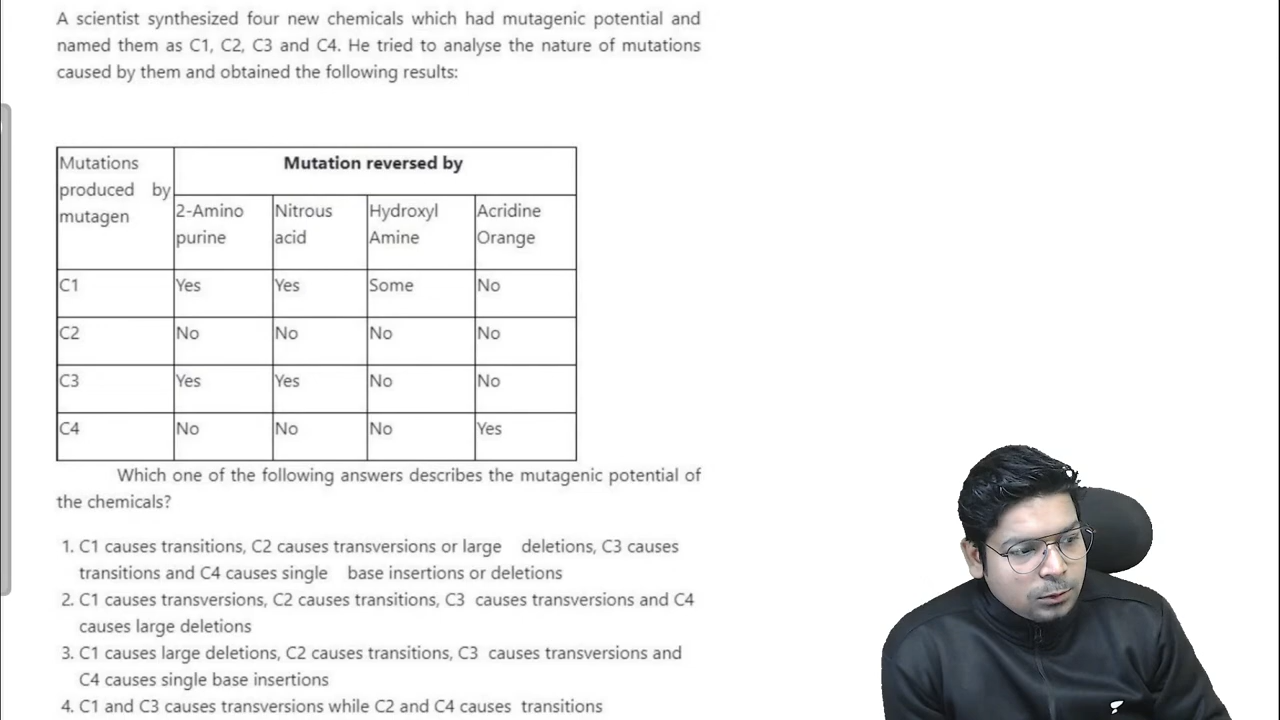 A scientist synthesized four new chemicals which had mutagenic potential and
named them as C1, C2, C3 and C4. He tried to analyse the nature of mutations
caused by them and obtained the following results:
Mutations produced by mutagen
Mutation reversed by
2-Amino purine
Nitrous acid
Hydroxyl Amine
Acridine Orange
C1 Yes Yes Some No
C2 No No No No
C3 Yes Yes No No
C4 No No No Yes
Which one of the following answers describes the mutagenic potential of
the chemicals?
1. C1 causes transitions, C2 causes transversions or large deletions, C3 causes
transitions and C4 causes single base insertions or deletions
2. C1 causes transversions, C2 causes transitions, C3 causes transversions and C4
causes large deletions
3. C1 causes large deletions, C2 causes transitions, C3 causes transversions and
C4 causes single base insertions
4. C1 and C3 causes transversions while C2 and C4 causes transitions